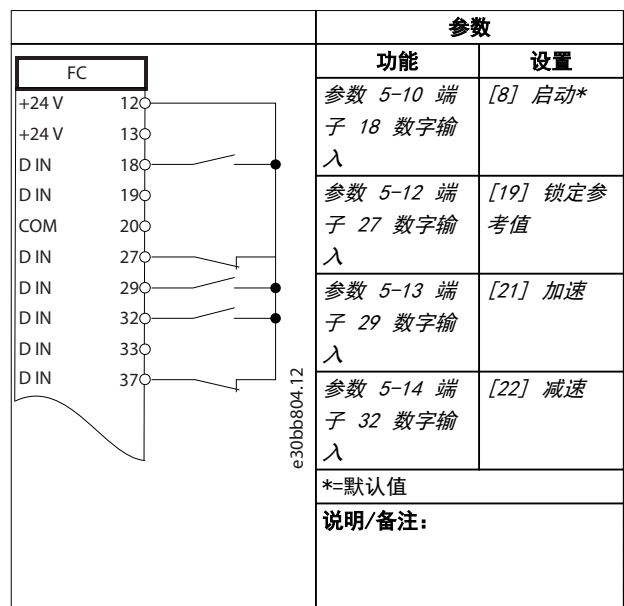 参数
功能 设置
FC
+24 V 12
+24 V 13
D IN 18
D IN 19
COM 20
D IN 27
D IN 29
D IN 32
D IN 33
D IN 37
e30bb804.12
参数 5-10 端
子 18 数字输
入
[8] 启动*
参数 5-12 端
子 27 数字输
入
[19] 锁定参
考值
参数 5-13 端
子 29 数字输
入
[21] 加速
参数 5-14 端
子 32 数字输
入
[22] 减速
*=默认值
说明/备注: